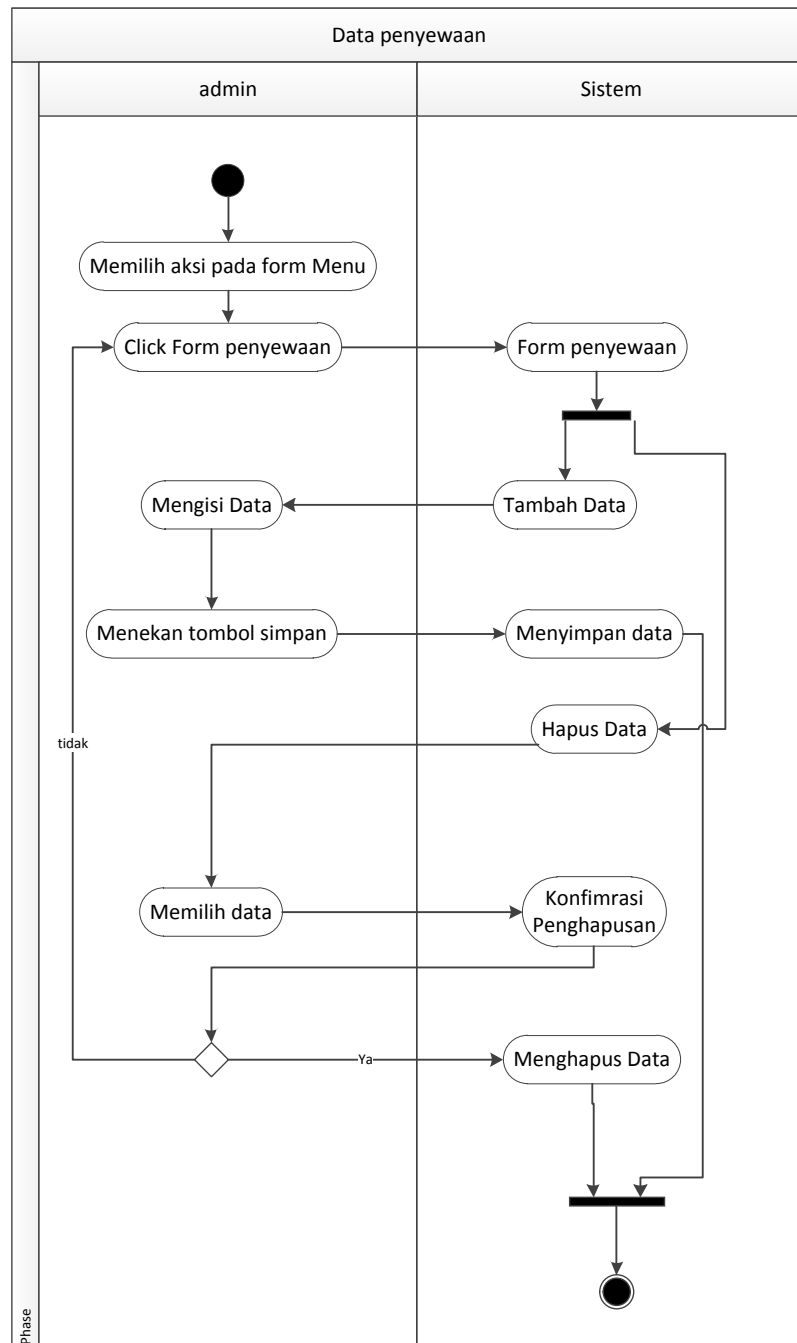 Data penyewaan
admin
Sistem
Memilih aksi pada form Menu
Click Form penyewaan
Form penyewaan
Mengisi Data
Tambah Data
Menekan tombol simpan
Menyimpan data
Hapus Data
tidak
Memilih data
Konfimrasi
Penghapusan
Ya
Menghapus Data
Phase